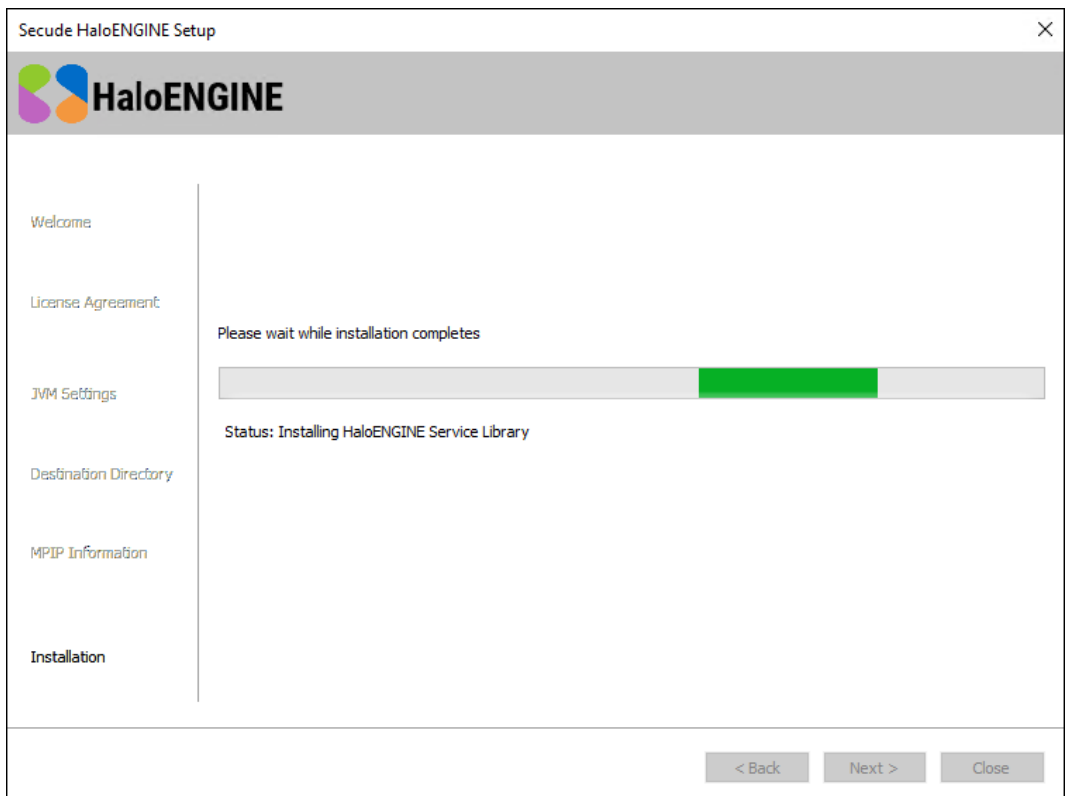 Secude HaloENGINE Setup
HaloENGINE
Welcome
License Agreement
Please wait while installation completes
JVM Settings
Status: Installing HaloENGINE Service Library
Destination Directory
MPIP Information
Installation
< Back
Next >
Close